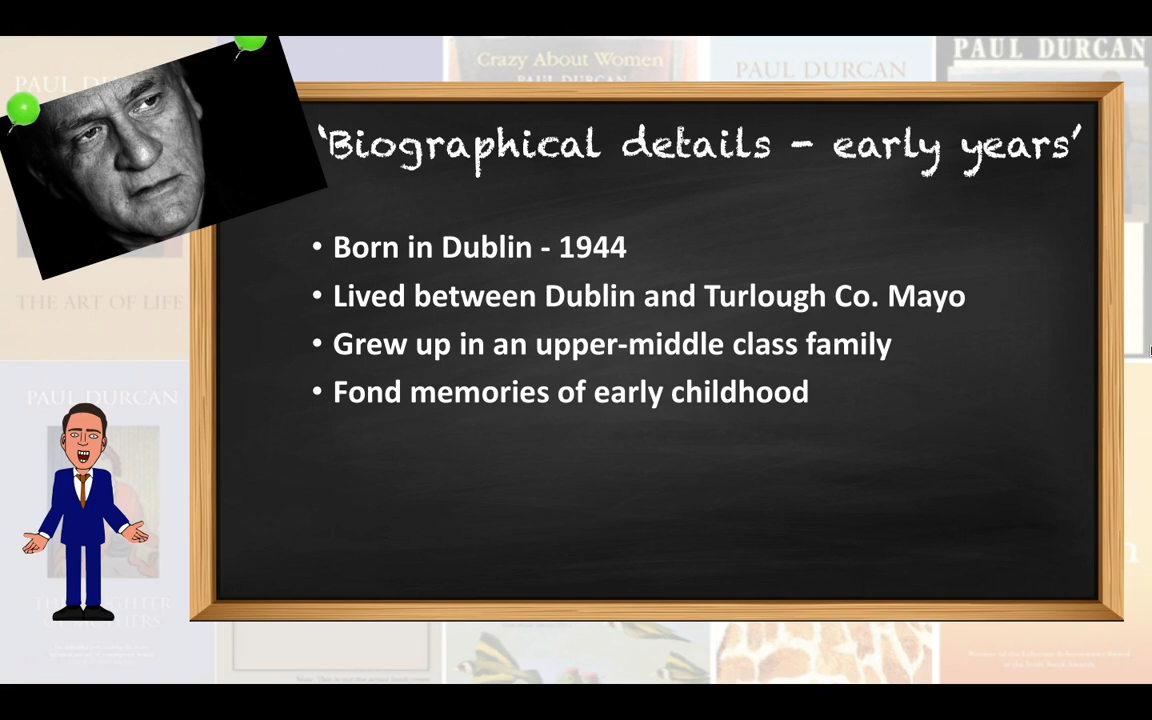 Crazy About Women
PAUL DURCAN
PAUL DURCAN
PAUL DURCAN
PAUL DU
'Biographical details - early years'
• Born in Dublin - 1944
• Lived between Dublin and Turlough Co. Mayo
• Grew up in an upper-middle class family
• Fond memories of early childhood
THE ART OF LIFE
PAUL DURCAN